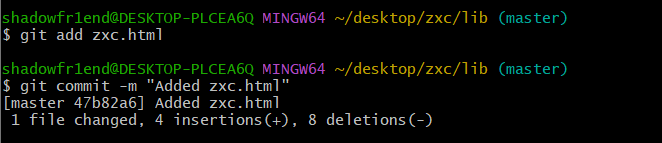 shadowfr1end@DESKTOP-PLCEA6Q MINGW64 ~/desktop/zxc/lib (master)
$ git add zxc.html
shadowfr1end@DESKTOP-PLCEA6Q MINGW64 ~/desktop/zxc/lib (master)
$ git commit -m "Added zxc.html"
[master 47b82a6] Added zxc.html
 1 file changed, 4 insertions(+), 8 deletions(-)